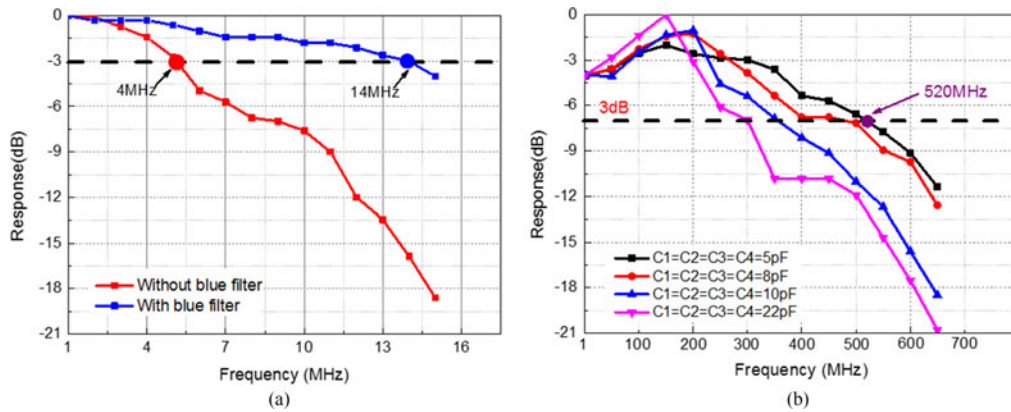 0
-3
-6
-9
-12
-15
-18
-21
Response(dB)
4MHz
14MHz
Without blue filter
With blue filter
1 4 7 10 13 16
Frequency (MHz)
(a)
0
-3
-6
-9
-12
-15
-18
-21
Response(dB)
3dB
520MHz
C1=C2=C3=C4=5pF
C1=C2=C3=C4=8pF
C1=C2=C3=C4=10pF
C1=C2=C3=C4=22pF
1 100 200 300 400 500 600 700
Frequency (MHz)
(b)